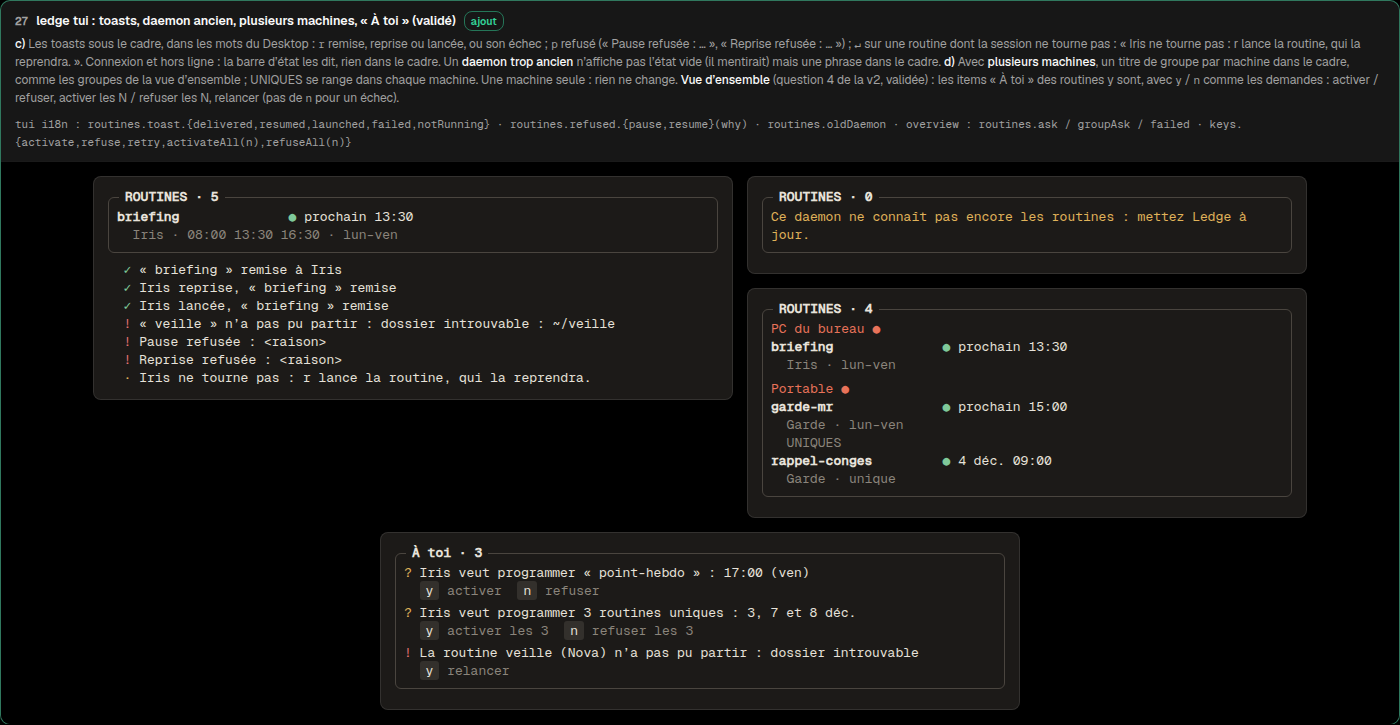 27 ledge tui : toasts, daemon ancien, plusieurs machines, « À toi » (validé) ajout
c) Les toasts sous le cadre, dans les mots du Desktop : r remise, reprise ou lancée, ou son échec ; p refusé (« Pause refusée : … », « Reprise refusée : … ») ; ↵ sur une routine dont la session ne tourne pas : « Iris ne tourne pas : r lance la routine, qui la
reprendra. ». Connexion et hors ligne : la barre d'état les dit, rien dans le cadre. Un daemon trop ancien n'affiche pas l'état vide (il mentirait) mais une phrase dans le cadre. d) Avec plusieurs machines, un titre de groupe par machine dans le cadre,
comme les groupes de la vue d'ensemble ; UNIQUES se range dans chaque machine. Une machine seule : rien ne change. Vue d'ensemble (question 4 de la v2, validée) : les items « À toi » des routines y sont, avec y / n comme les demandes : activer /
refuser, activer les N / refuser les N, relancer (pas de n pour un échec).
tui i18n : routines.toast.{delivered,resumed,launched,failed,notRunning} · routines.refused.{pause,resume}(why) · routines.oldDaemon · overview : routines.ask / groupAsk / failed · keys.
{activate,refuse,retry,activateAll(n),refuseAll(n)}
ROUTINES · 5
briefing ● prochain 13:30
Iris · 08:00 13:30 16:30 · lun-ven
✓ « briefing » remise à Iris
✓ Iris reprise, « briefing » remise
✓ Iris lancée, « briefing » remise
! « veille » n'a pas pu partir : dossier introuvable : ~/veille
! Pause refusée : <raison>
! Reprise refusée : <raison>
· Iris ne tourne pas : r lance la routine, qui la reprendra.
ROUTINES · 0
Ce daemon ne connaît pas encore les routines : mettez Ledge à
jour.
ROUTINES · 4
PC du bureau ●
briefing ● prochain 13:30
Iris · lun-ven
Portable ●
garde-mr ● prochain 15:00
Garde · lun-ven
UNIQUES
rappel-conges ● 4 déc. 09:00
Garde · unique
À toi · 3
? Iris veut programmer « point-hebdo » : 17:00 (ven)
y activer n refuser
? Iris veut programmer 3 routines uniques : 3, 7 et 8 déc.
y activer les 3 n refuser les 3
! La routine veille (Nova) n'a pas pu partir : dossier introuvable
y relancer